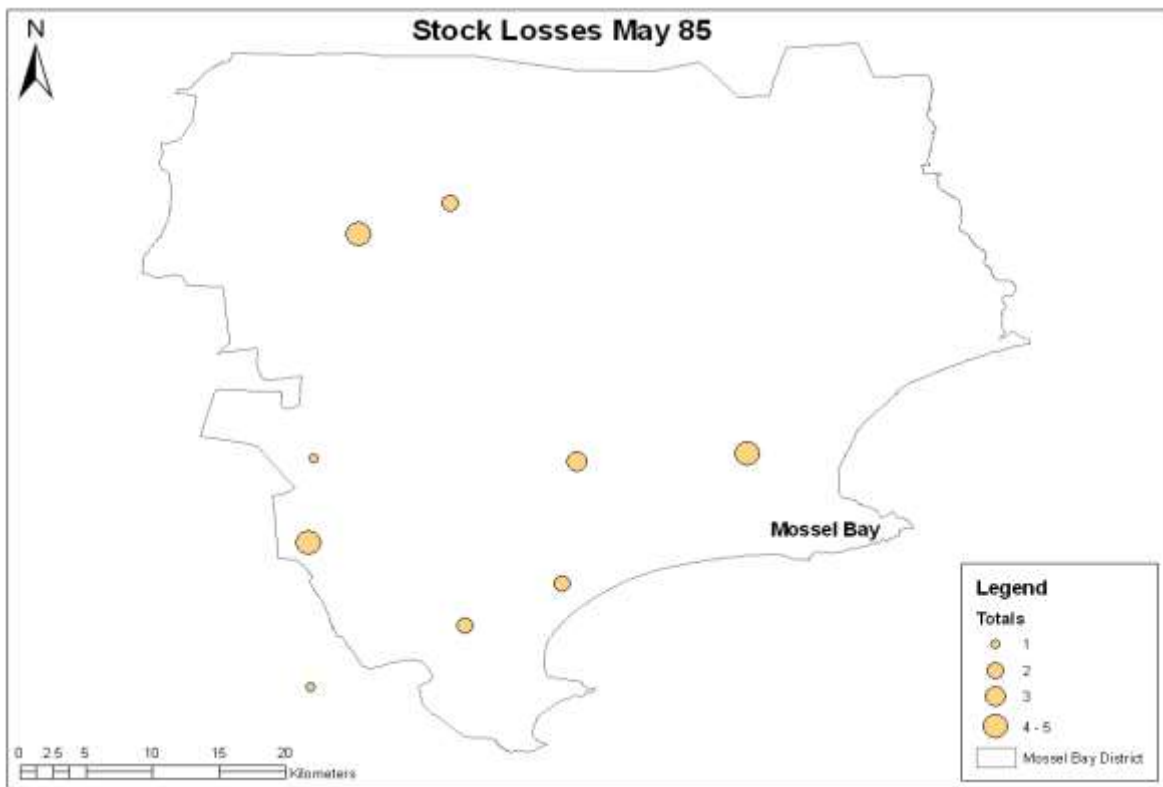 Stock Losses May 85
N
Mossel Bay
Legend
Totals
1
2
3
4 - 5
Mossel Bay District
0 2.5 5 10 15 20
Kilometers